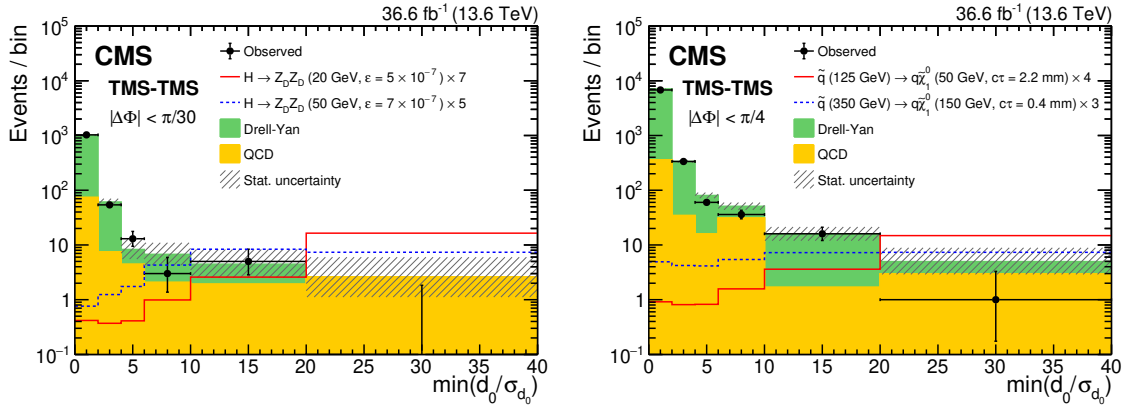 36.6 fb⁻¹ (13.6 TeV)
Events / bin
10⁵
10⁴
10³
10²
10
1
10⁻¹
CMS
TMS-TMS
|ΔΦ| < π/30
Observed
H → Z_D Z_D (20 GeV, ε = 5 × 10⁻⁷) × 7
H → Z_D Z_D (50 GeV, ε = 7 × 10⁻⁷) × 5
Drell-Yan
QCD
Stat. uncertainty
0 5 10 15 20 25 30 35 40
min(d₀/σ_d₀)
36.6 fb⁻¹ (13.6 TeV)
Events / bin
10⁵
10⁴
10³
10²
10
1
10⁻¹
CMS
TMS-TMS
|ΔΦ| < π/4
Observed
q̃ (125 GeV) → qχ̃₁⁰ (50 GeV, cτ = 2.2 mm) × 4
q̃ (350 GeV) → qχ̃₁⁰ (150 GeV, cτ = 0.4 mm) × 3
Drell-Yan
QCD
Stat. uncertainty
0 5 10 15 20 25 30 35 40
min(d₀/σ_d₀)